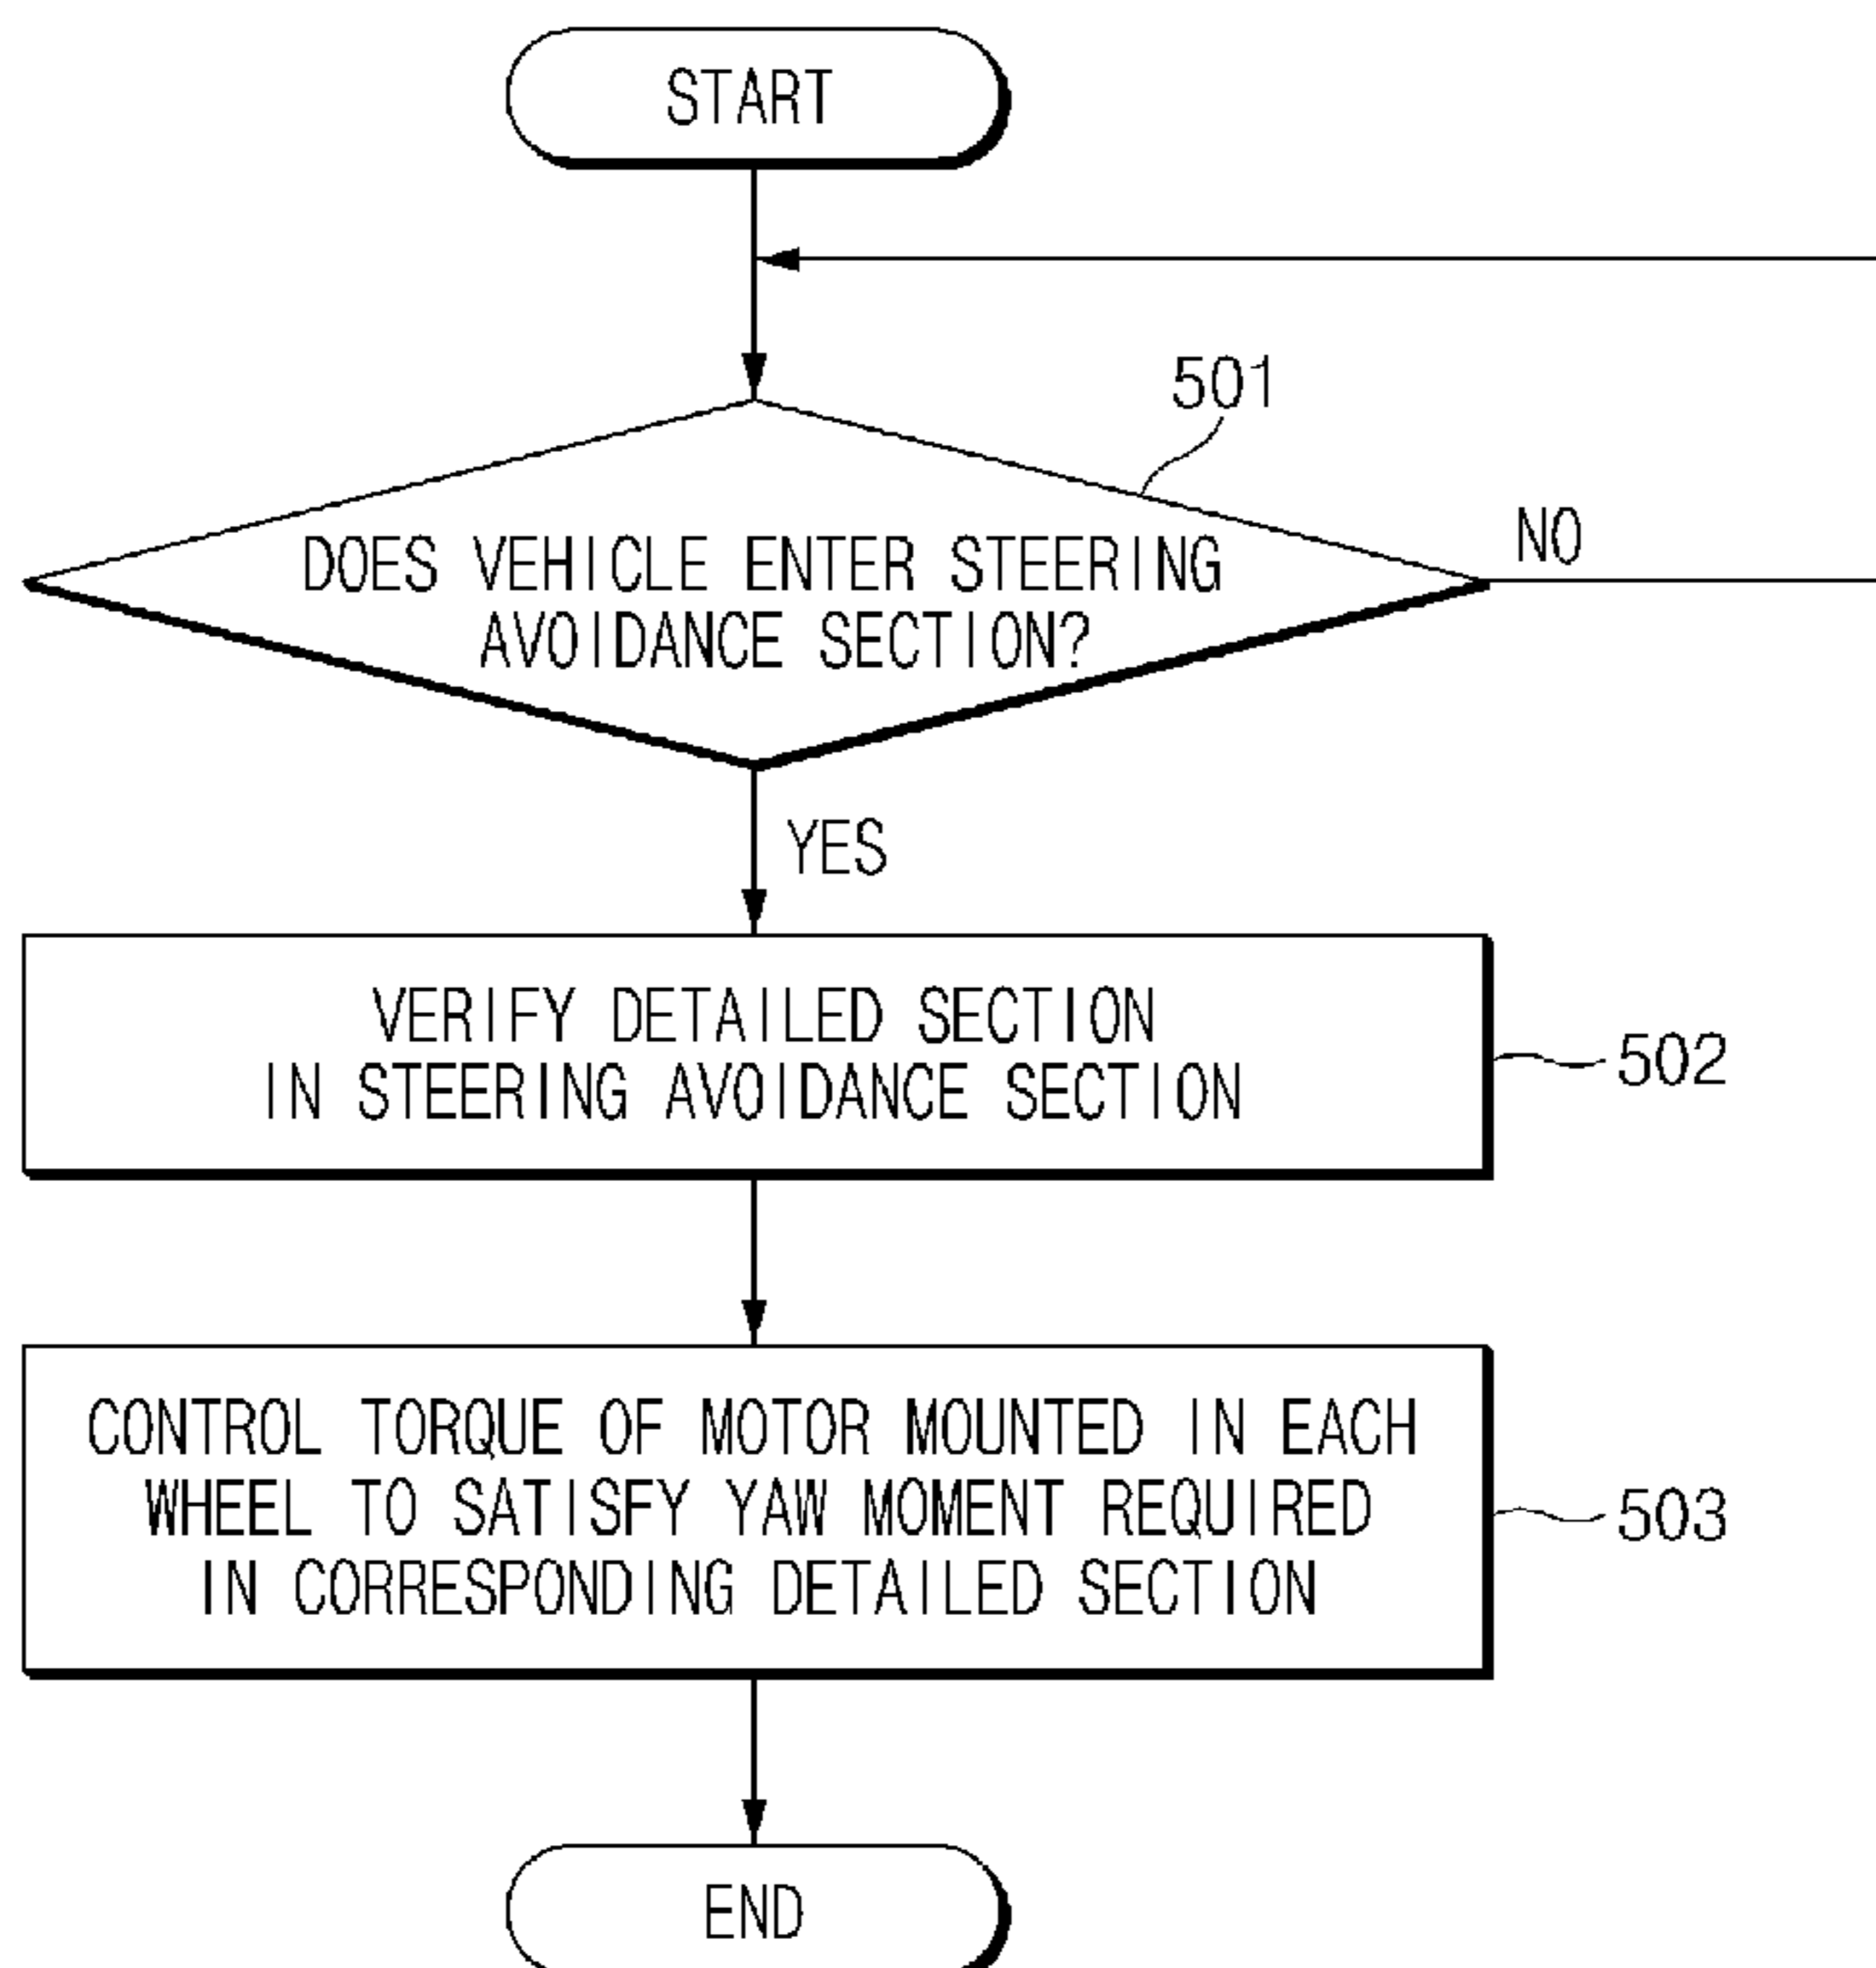 START
501
DOES VEHICLE ENTER STEERING
AVOIDANCE SECTION?
NO
YES
VERIFY DETAILED SECTION
IN STEERING AVOIDANCE SECTION
502
CONTROL TORQUE OF MOTOR MOUNTED IN EACH
WHEEL TO SATISFY YAW MOMENT REQUIRED
IN CORRESPONDING DETAILED SECTION
503
END